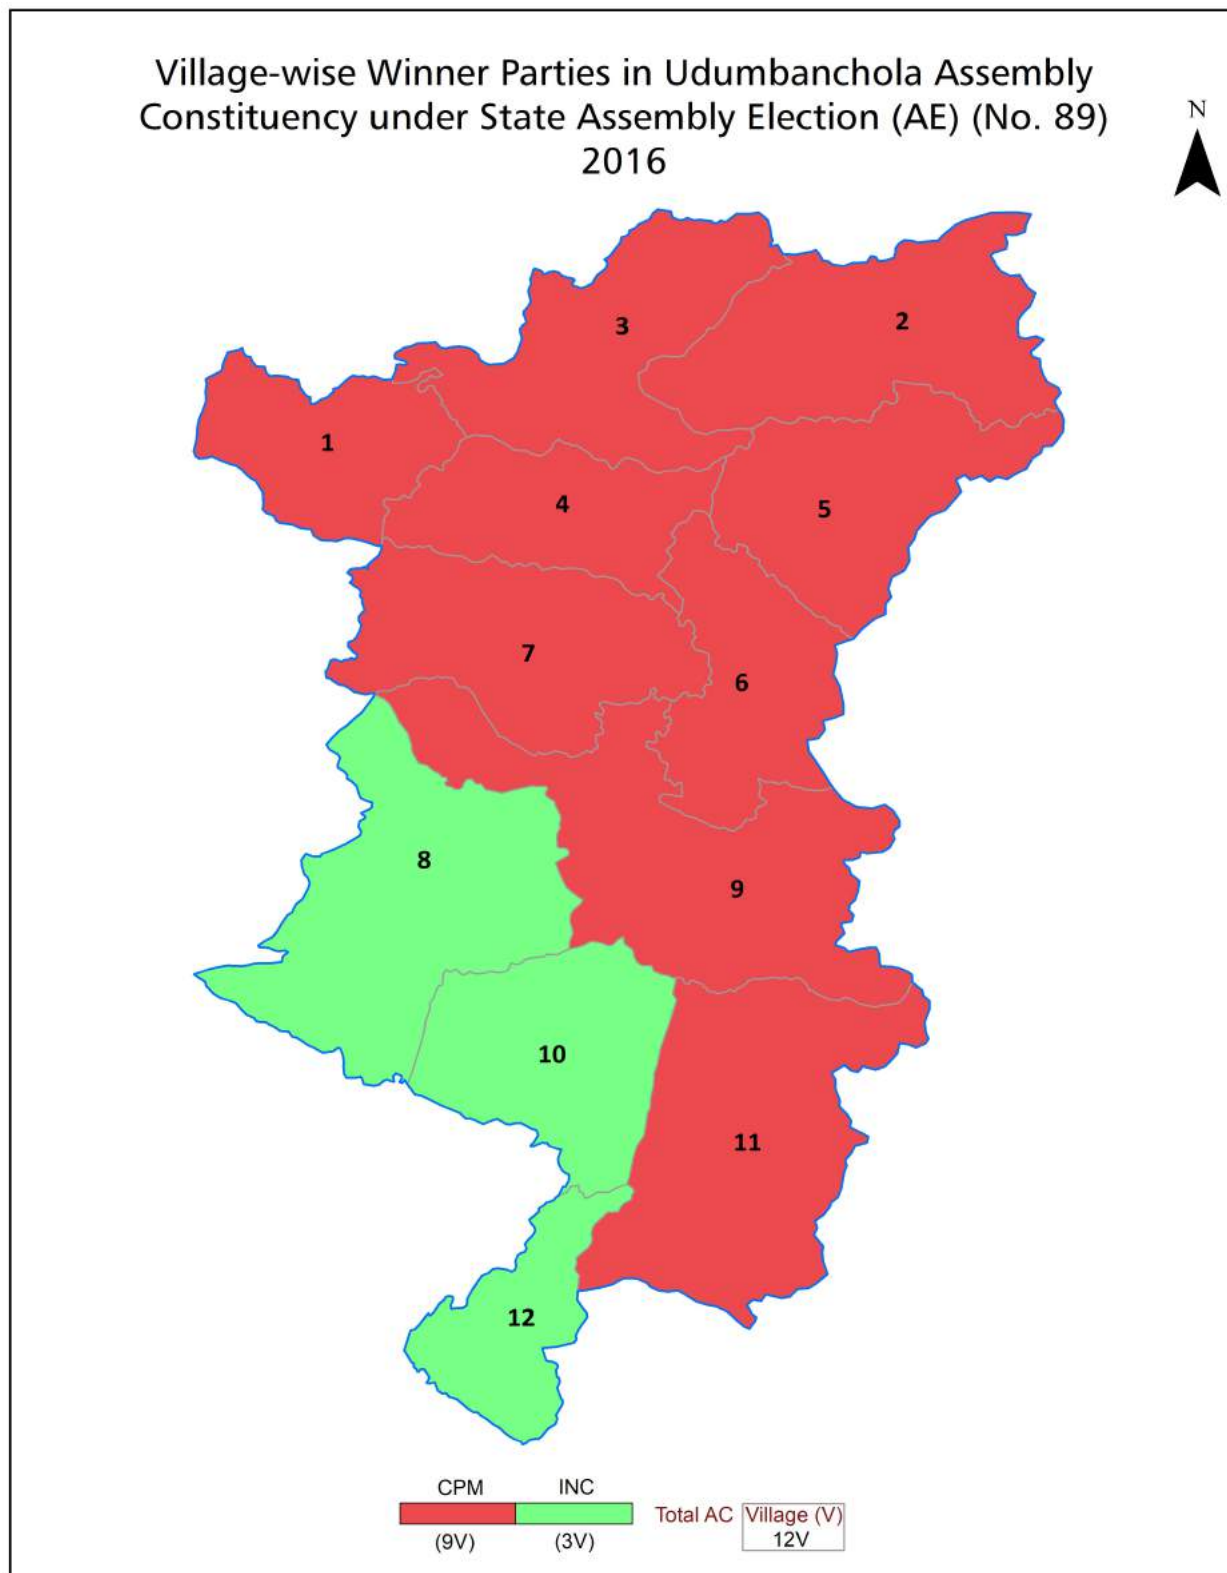 Village-wise Winner Parties in Udumbanchola Assembly
Constituency under State Assembly Election (AE) (No. 89)
2016
N
3
2
1
4
5
7
6
8
9
10
11
12
CPM INC
Total AC Village (V)
(9V) (3V) 12V